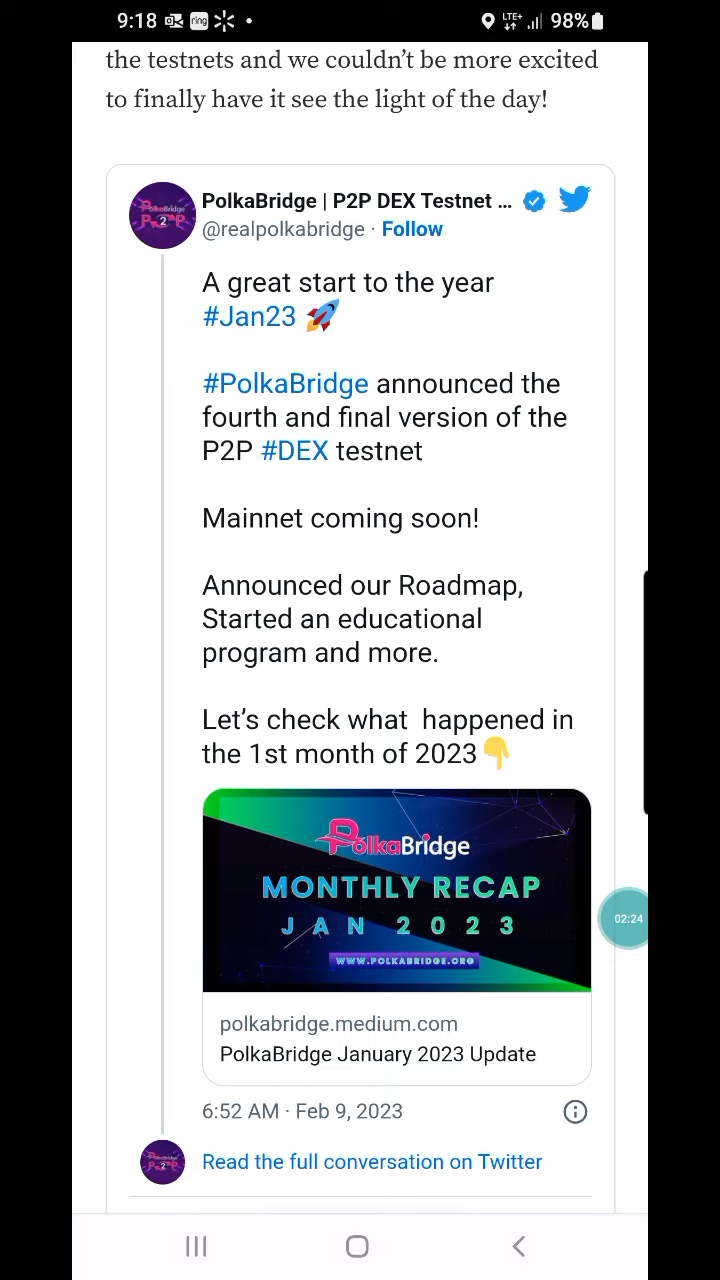 9:18 ring LTE+ 98%
the testnets and we couldn’t be more excited
to finally have it see the light of the day!
PolkaBridge | P2P DEX Testnet ...
@realpolkabridge · Follow
A great start to the year
#Jan23 🚀
#PolkaBridge announced the
fourth and final version of the
P2P #DEX testnet
Mainnet coming soon!
Announced our Roadmap,
Started an educational
program and more.
Let’s check what  happened in
the 1st month of 2023👇
PolkaBridge
MONTHLY RECAP
JAN 2023
WWW.POLKABRIDGE.ORG
02:24
polkabridge.medium.com
PolkaBridge January 2023 Update
6:52 AM · Feb 9, 2023
Read the full conversation on Twitter